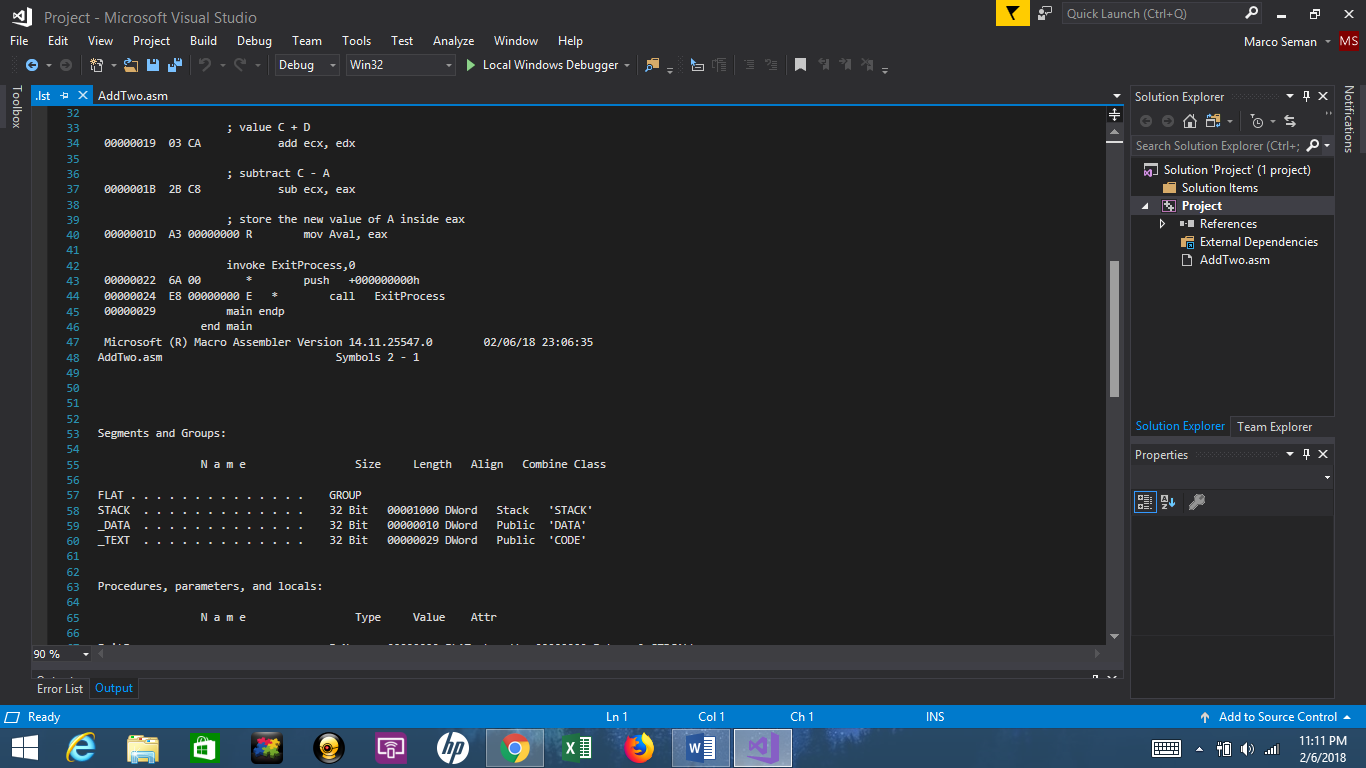 Project - Microsoft Visual Studio
Quick Launch (Ctrl+Q)
File Edit View Project Build Debug Team Tools Test Analyze Window Help
Marco Seman MS
Debug Win32 Local Windows Debugger
Toolbox
.lst AddTwo.asm
32
33 ; value C + D
34 00000019 03 CA add ecx, edx
35
36 ; subtract C - A
37 0000001B 2B C8 sub ecx, eax
38
39 ; store the new value of A inside eax
40 0000001D A3 00000000 R mov Aval, eax
41
42 invoke ExitProcess,0
43 00000022 6A 00 * push +000000000h
44 00000024 E8 00000000 E * call ExitProcess
45 00000029 main endp
46 end main
47 Microsoft (R) Macro Assembler Version 14.11.25547.0 02/06/18 23:06:35
48 AddTwo.asm Symbols 2 - 1
49
50
51
52
53 Segments and Groups:
54
55 N a m e Size Length Align Combine Class
56
57 FLAT . . . . . . . . . . . . . . GROUP
58 STACK . . . . . . . . . . . . . 32 Bit 00001000 DWord Stack 'STACK'
59 _DATA . . . . . . . . . . . . . 32 Bit 00000010 DWord Public 'DATA'
60 _TEXT . . . . . . . . . . . . . 32 Bit 00000029 DWord Public 'CODE'
61
62
63 Procedures, parameters, and locals:
64
65 N a m e Type Value Attr
66
90 %
Error List Output
Solution Explorer
Search Solution Explorer (Ctrl+;
Solution 'Project' (1 project)
Solution Items
Project
References
External Dependencies
AddTwo.asm
Solution Explorer Team Explorer
Properties
Notifications
Ready Ln 1 Col 1 Ch 1 INS Add to Source Control
11:11 PM
2/6/2018